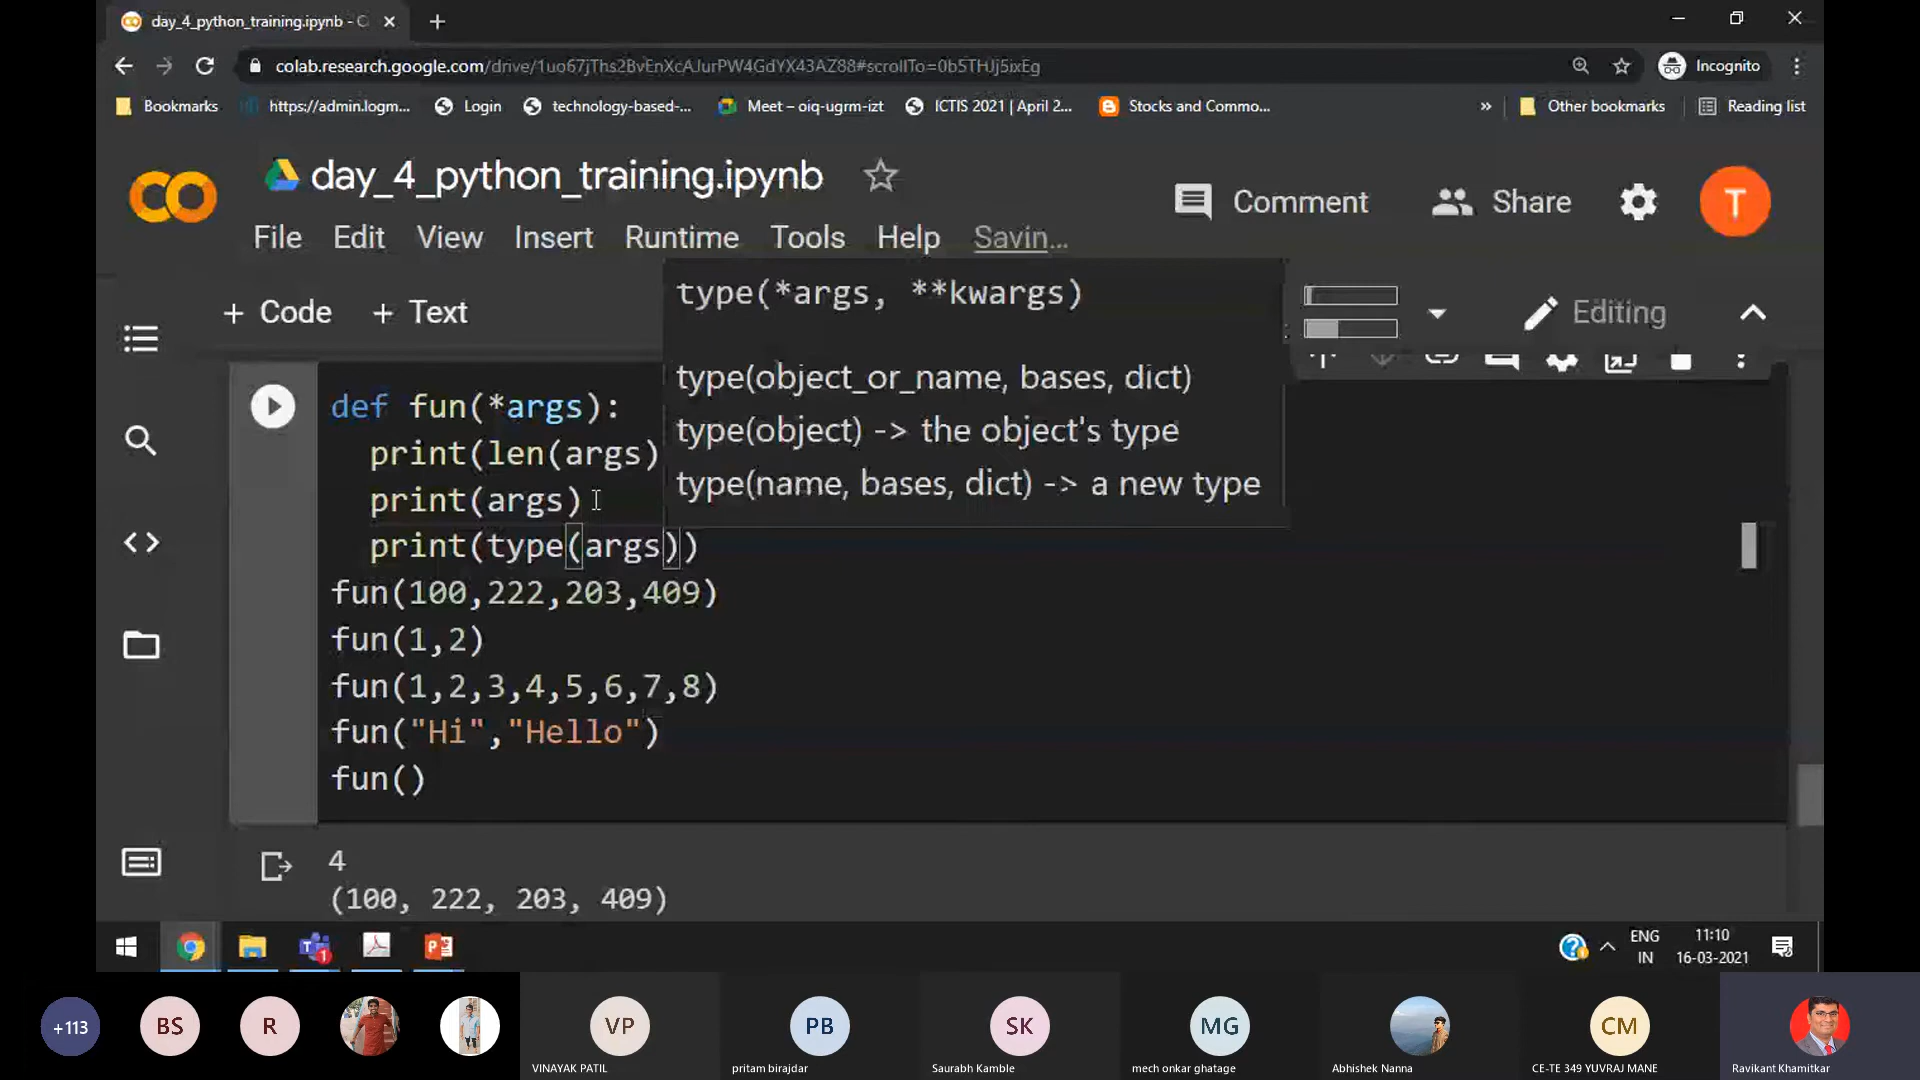 day_4_python_training.ipynb - C
colab.research.google.com/drive/1uo67jThs2BvEnXcAJurPW4GdYX43AZ88#scrollTo=0b5THJj5ixEg
Incognito
Bookmarks
https://admin.logm...
Login
technology-based-...
Meet – oiq-ugrm-izt
ICTIS 2021 | April 2...
Stocks and Commo...
»
Other bookmarks
Reading list
CO
day_4_python_training.ipynb
Comment
Share
T
File Edit View Insert Runtime Tools Help Savin...
+ Code + Text
Editing
type(*args, **kwargs)
type(object_or_name, bases, dict)
type(object) -> the object's type
type(name, bases, dict) -> a new type
def fun(*args):
print(len(args)
print(args)
print(type(args))
fun(100,222,203,409)
fun(1,2)
fun(1,2,3,4,5,6,7,8)
fun("Hi","Hello")
fun()
4
(100, 222, 203, 409)
1
ENG
IN
11:10
16-03-2021
+113
BS
R
VP
VINAYAK PATIL
PB
pritam birajdar
SK
Saurabh Kamble
MG
mech onkar ghatage
Abhishek Nanna
CM
CE-TE 349 YUVRAJ MANE
Ravikant Khamitkar